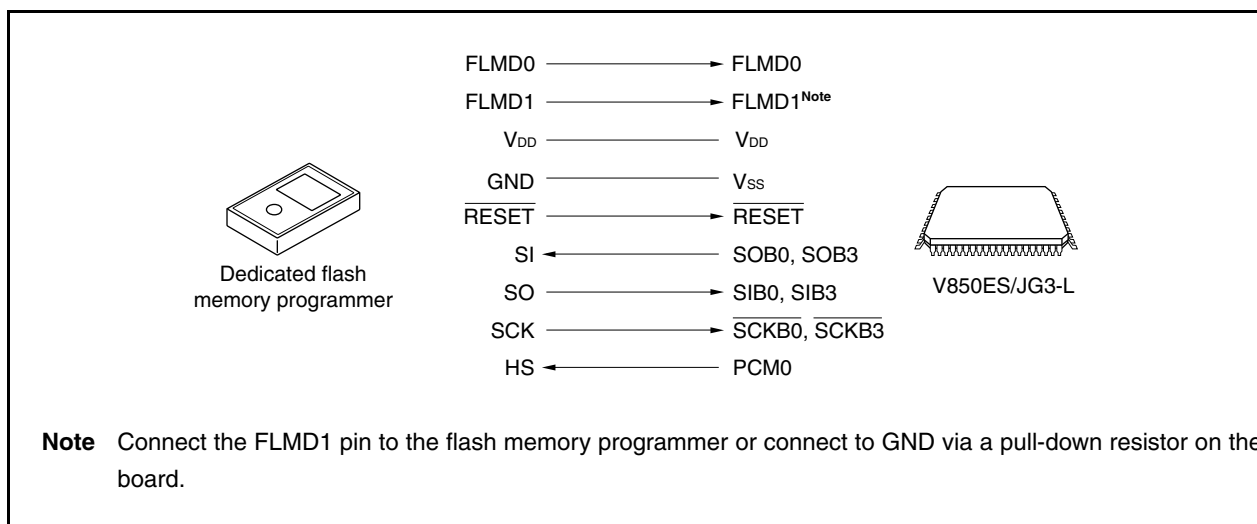 FLMD0 FLMD0
FLMD1 FLMD1Note
VDD VDD
GND VSS
RESET RESET
SI SOB0, SOB3
SO SIB0, SIB3
SCK SCKB0, SCKB3
HS PCM0
Dedicated flash
memory programmer
V850ES/JG3-L
Note Connect the FLMD1 pin to the flash memory programmer or connect to GND via a pull-down resistor on the
board.